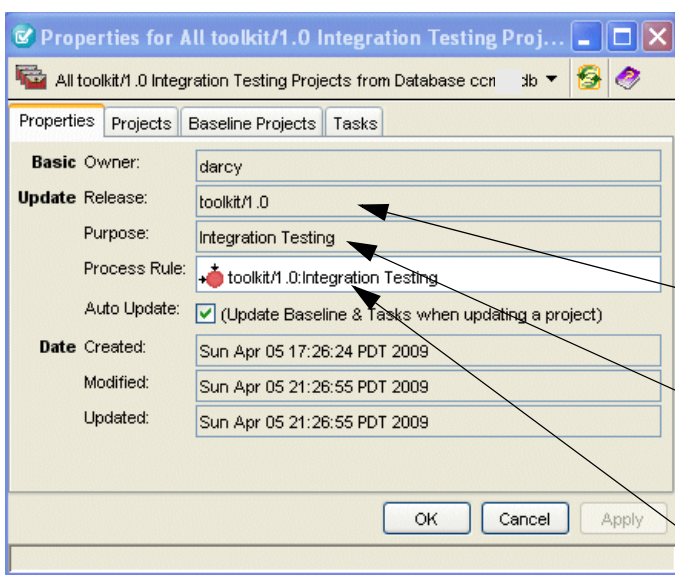 Properties for All toolkit/1.0 Integration Testing Proj...
All toolkit/1.0 Integration Testing Projects from Database ccm db
Properties Projects Baseline Projects Tasks
Basic Owner: darcy
Update Release: toolkit/1.0
Purpose: Integration Testing
Process Rule: toolkit/1.0:Integration Testing
Auto Update: (Update Baseline & Tasks when updating a project)
Date Created: Sun Apr 05 17:26:24 PDT 2009
Modified: Sun Apr 05 21:26:55 PDT 2009
Updated: Sun Apr 05 21:26:55 PDT 2009
OK Cancel Apply